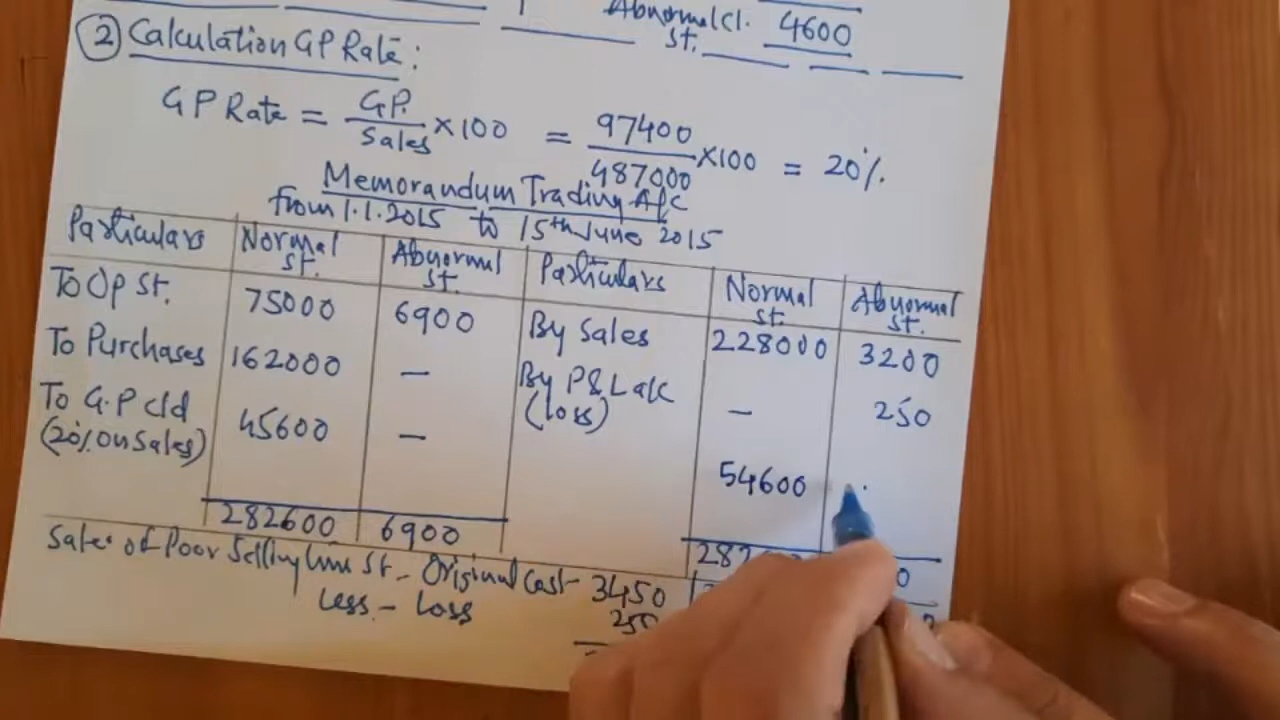 Abnormal cl. st. 4600
② Calculation GP Rate :
GP Rate = GP. / Sales ×100 = 97400 / 487000 ×100 = 20%.
Memorandum Trading A/c
from 1.1.2015 to 15th June 2015
Particulars Normal st. Abnormal st. Particulars Normal st. Abnormal st.
To Op St. 75000 6900 By Sales 228000 3200
To Purchases 162000 — By P&L a/c (loss) — 250
To G.P c/d (20% on Sales) 45600 —
54600
282600 6900
Sales of Poor Selling line St - Original Cost - 3450
Less - Loss 250